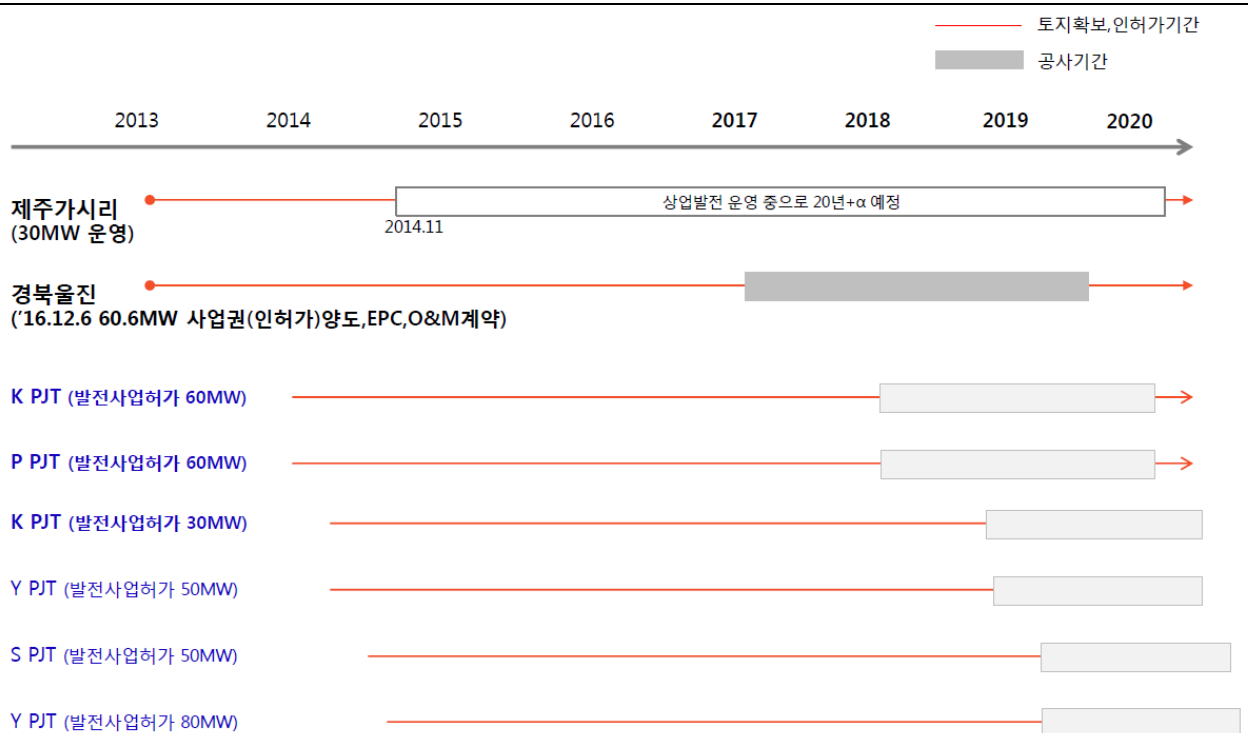 토지확보,인허가기간
공사기간
2013 2014 2015 2016 2017 2018 2019 2020
제주가시리
(30MW 운영)
상업발전 운영 중으로 20년+α 예정
2014.11
경북울진
('16.12.6 60.6MW 사업권(인허가)양도,EPC,O&M계약)
K PJT (발전사업허가 60MW)
P PJT (발전사업허가 60MW)
K PJT (발전사업허가 30MW)
Y PJT (발전사업허가 50MW)
S PJT (발전사업허가 50MW)
Y PJT (발전사업허가 80MW)